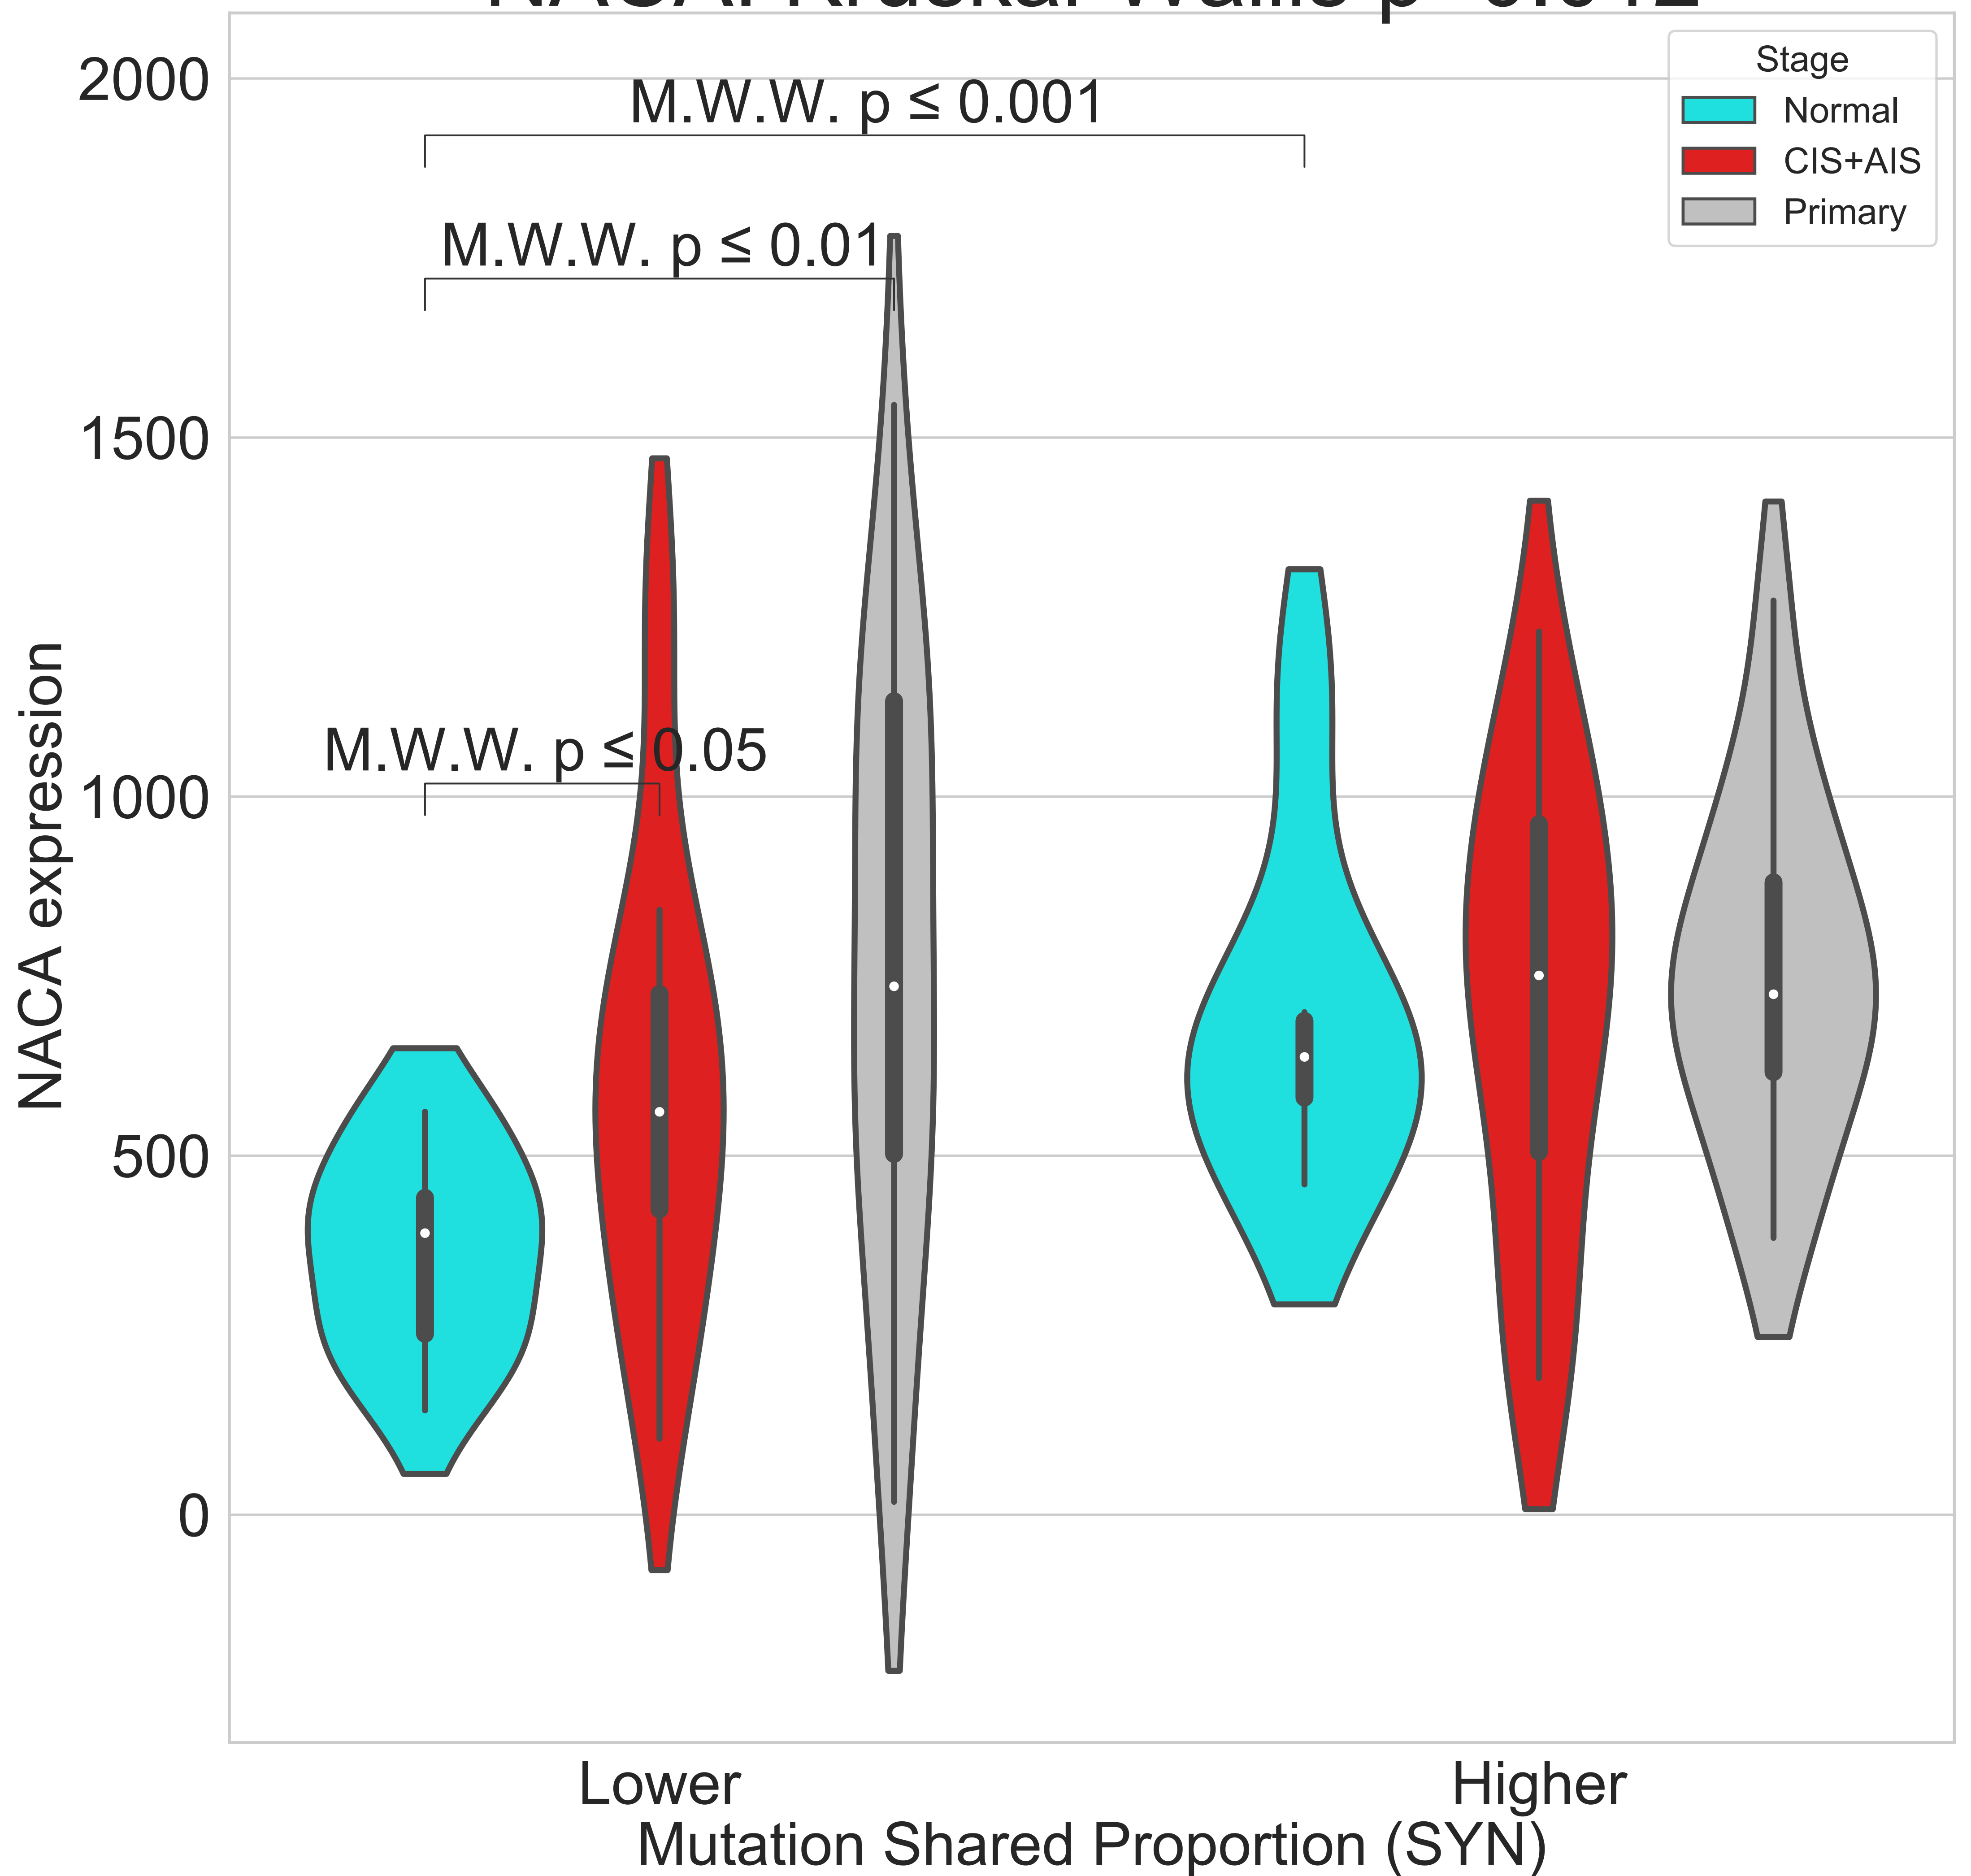 2000
1500
1000
500
0
NACA expression
M.W.W. p ≤ 0.001
M.W.W. p ≤ 0.01
M.W.W. p ≤ 0.05
Stage
Normal
CIS+AIS
Primary
Lower
Higher
Mutation Shared Proportion (SYN)